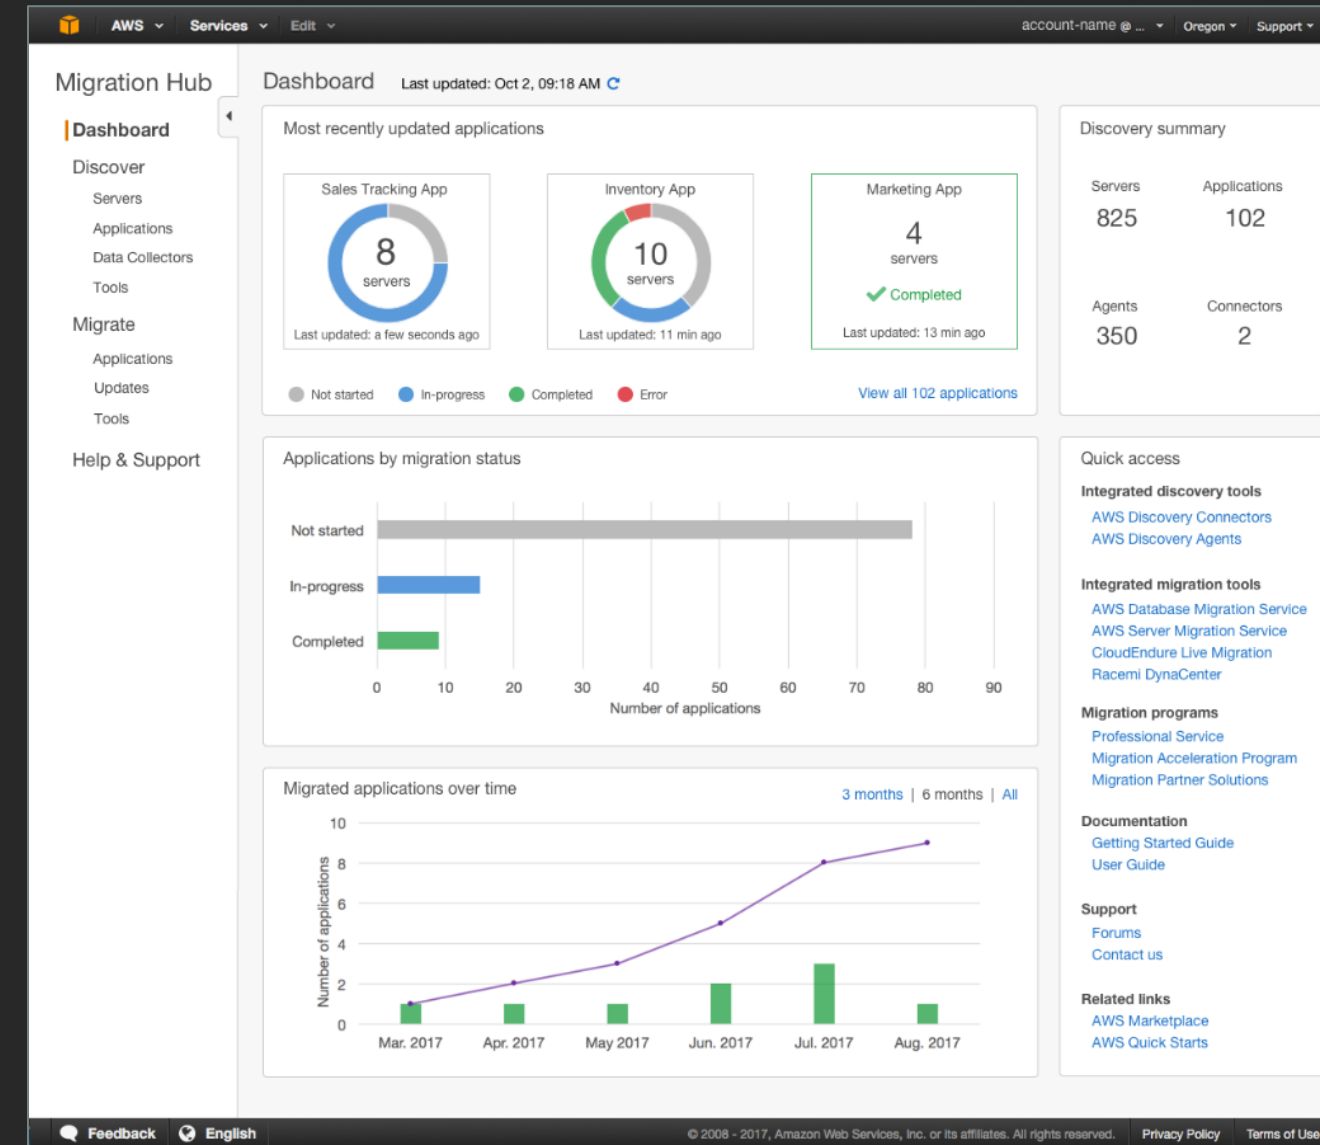 AWS Services Edit account-name @ ... Oregon Support
Migration Hub
Dashboard
Discover
Servers
Applications
Data Collectors
Tools
Migrate
Applications
Updates
Tools
Help & Support
Dashboard Last updated: Oct 2, 09:18 AM
Most recently updated applications
Sales Tracking App
8
servers
Last updated: a few seconds ago
Inventory App
10
servers
Last updated: 11 min ago
Marketing App
4
servers
Completed
Last updated: 13 min ago
Not started In-progress Completed Error
View all 102 applications
Discovery summary
Servers Applications
825 102
Agents Connectors
350 2
Applications by migration status
Not started
In-progress
Completed
0 10 20 30 40 50 60 70 80 90
Number of applications
Migrated applications over time
3 months | 6 months | All
Number of applications
10
8
6
4
2
0
Mar. 2017 Apr. 2017 May 2017 Jun. 2017 Jul. 2017 Aug. 2017
Quick access
Integrated discovery tools
AWS Discovery Connectors
AWS Discovery Agents
Integrated migration tools
AWS Database Migration Service
AWS Server Migration Service
CloudEndure Live Migration
Racemi DynaCenter
Migration programs
Professional Service
Migration Acceleration Program
Migration Partner Solutions
Documentation
Getting Started Guide
User Guide
Support
Forums
Contact us
Related links
AWS Marketplace
AWS Quick Starts
Feedback English © 2008 - 2017, Amazon Web Services, Inc. or its affiliates. All rights reserved. Privacy Policy Terms of Use